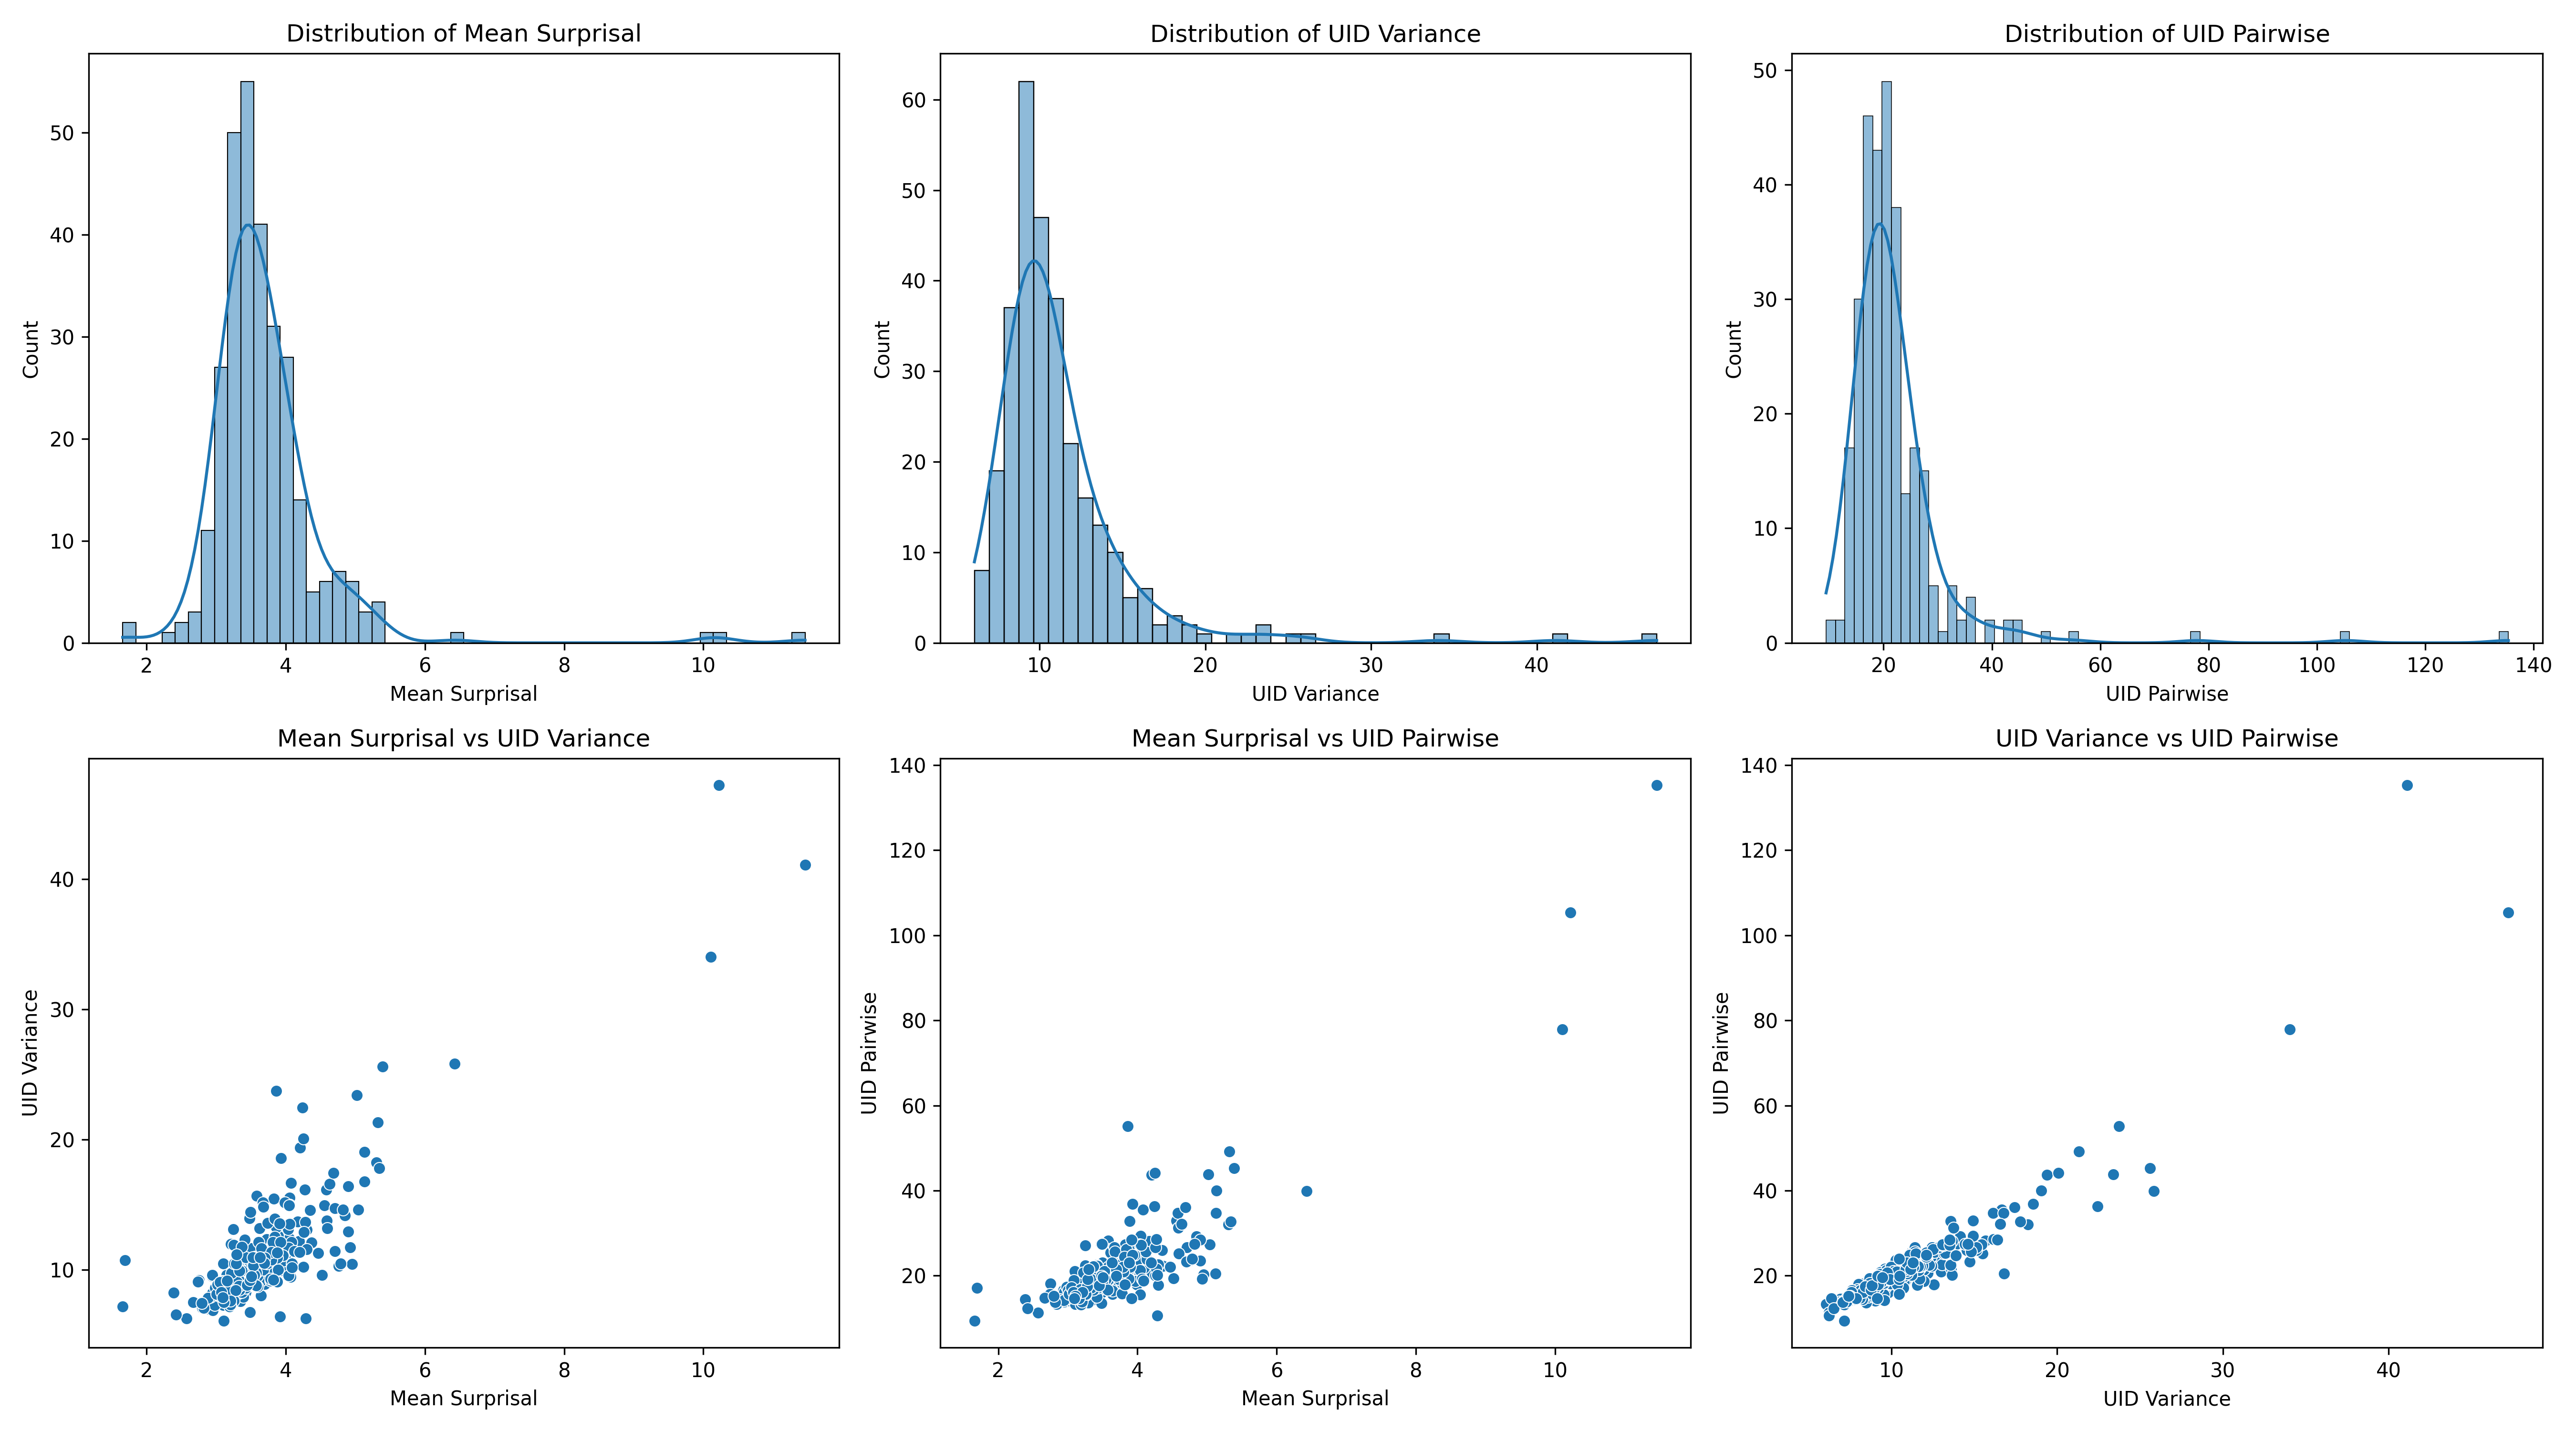 Distribution of Mean Surprisal
Count
50
40
30
20
10
0
2 4 6 8 10
Mean Surprisal
Distribution of UID Variance
Count
60
50
40
30
20
10
0
10 20 30 40
UID Variance
Distribution of UID Pairwise
Count
50
40
30
20
10
0
20 40 60 80 100 120 140
UID Pairwise
Mean Surprisal vs UID Variance
UID Variance
40
30
20
10
2 4 6 8 10
Mean Surprisal
Mean Surprisal vs UID Pairwise
UID Pairwise
140
120
100
80
60
40
20
2 4 6 8 10
Mean Surprisal
UID Variance vs UID Pairwise
UID Pairwise
140
120
100
80
60
40
20
10 20 30 40
UID Variance